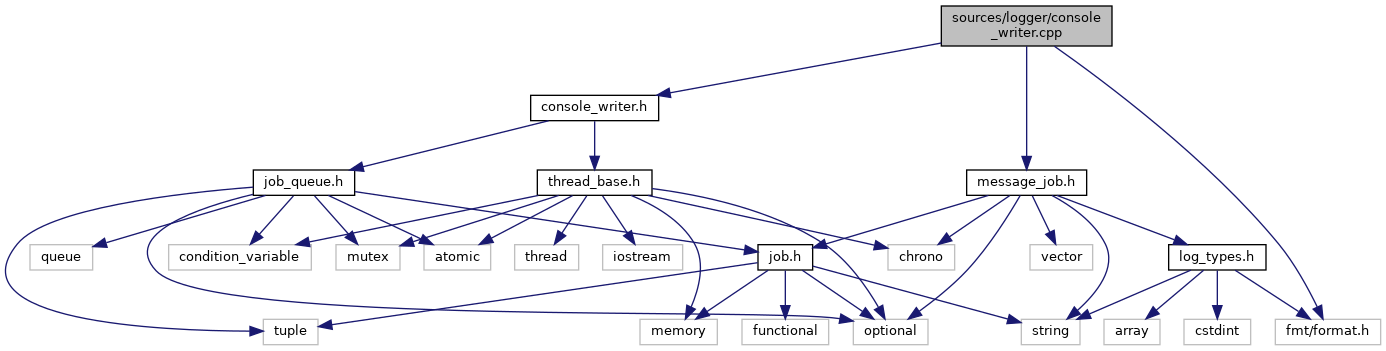 sources/logger/console
_writer.cpp
console_writer.h
job_queue.h
thread_base.h
message_job.h
queue
condition_variable
mutex
atomic
thread
iostream
job.h
chrono
vector
log_types.h
tuple
memory
functional
optional
string
array
cstdint
fmt/format.h